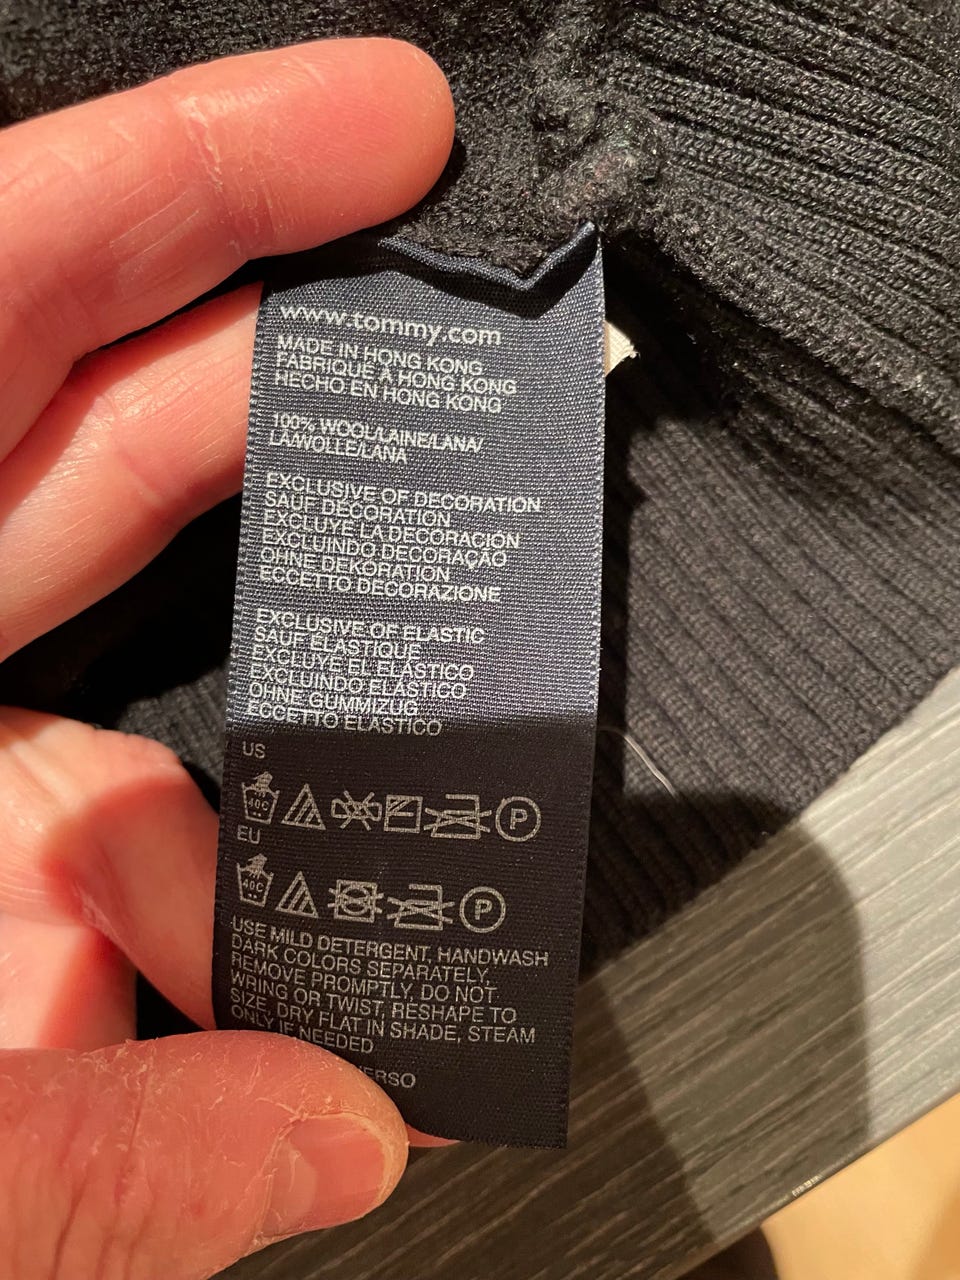 www.tommy.com
MADE IN HONG KONG
FABRIQUÉ À HONG KONG
HECHO EN HONG KONG
100% WOOL/LAINE/LANA/
LAWOLLE/LANA
EXCLUSIVE OF DECORATION
SAUF DÉCORATION
EXCLUYE LA DECORACIÓN
EXCLUINDO DECORAÇÃO
OHNE DEKORATION
ECCETTO DECORAZIONE
EXCLUSIVE OF ELASTIC
SAUF ÉLASTIQUE
EXCLUYE EL ELÁSTICO
EXCLUINDO ELÁSTICO
OHNE GUMMIZUG
ECCETTO ELASTICO
US
40C P
EU
40C P
USE MILD DETERGENT, HANDWASH
DARK COLORS SEPARATELY,
REMOVE PROMPTLY, DO NOT
WRING OR TWIST, RESHAPE TO
SIZE, DRY FLAT IN SHADE, STEAM
ONLY IF NEEDED